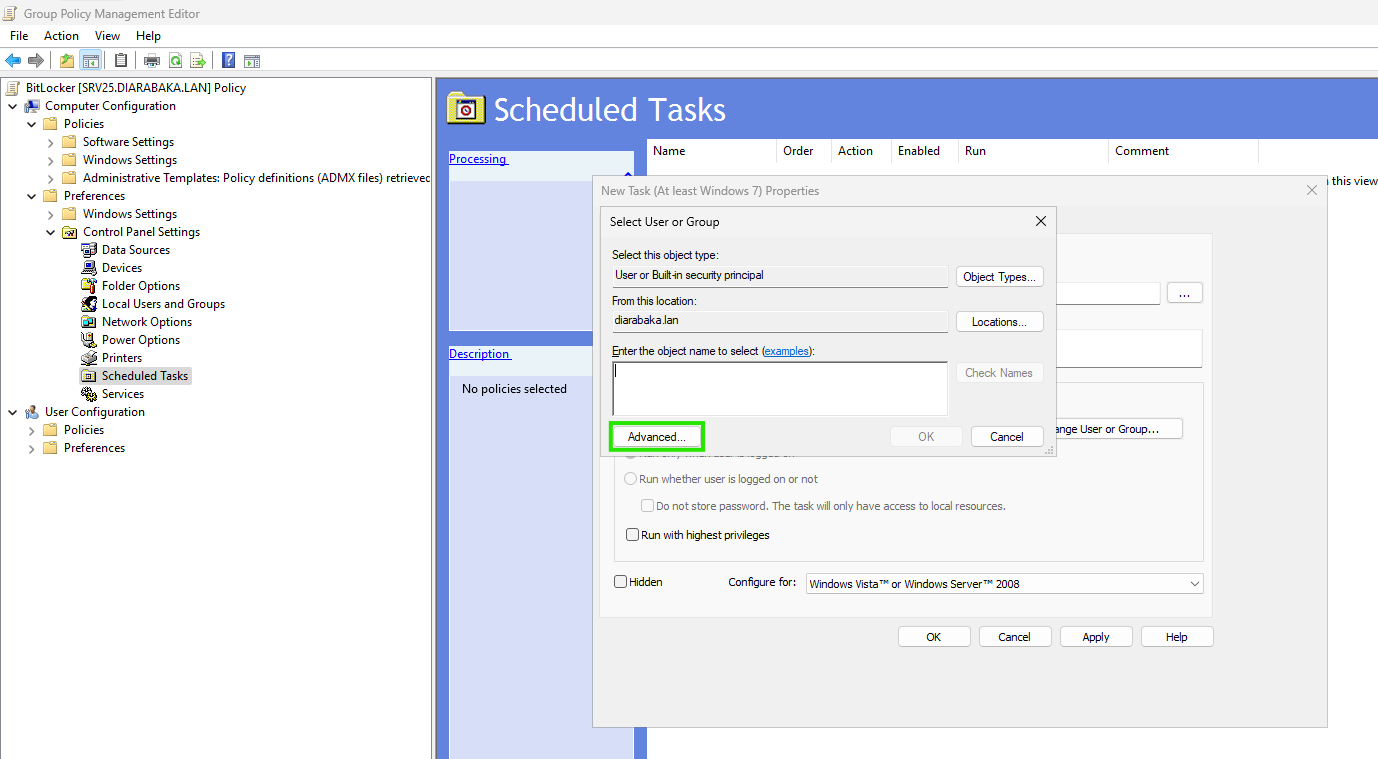 Group Policy Management Editor
File Action View Help
BitLocker [SRV25.DIARABAKA.LAN] Policy
Computer Configuration
Policies
Software Settings
Windows Settings
Administrative Templates: Policy definitions (ADMX files) retrieved
Preferences
Windows Settings
Control Panel Settings
Data Sources
Devices
Folder Options
Local Users and Groups
Network Options
Power Options
Printers
Scheduled Tasks
Services
User Configuration
Policies
Preferences
Scheduled Tasks
Processing
Name Order Action Enabled Run Comment
this view
Description
No policies selected
New Task (At least Windows 7) Properties
Select User or Group
Select this object type:
User or Built-in security principal
Object Types...
From this location:
diarabaka.lan
Locations...
...
Enter the object name to select (examples):
Check Names
Advanced...
OK Cancel
ange User or Group...
Run whether user is logged on or not
Do not store password. The task will only have access to local resources.
Run with highest privileges
Hidden Configure for: Windows Vista™ or Windows Server™ 2008
OK Cancel Apply Help